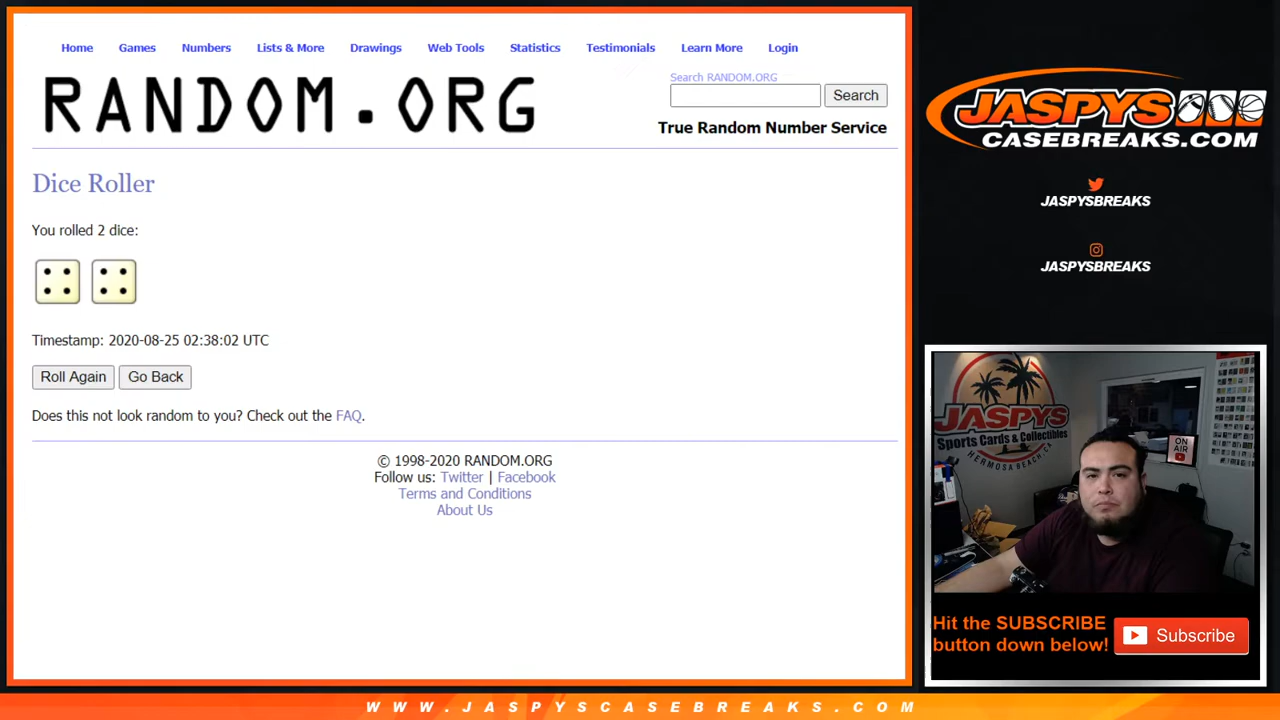 Home Games Numbers Lists & More Drawings Web Tools Statistics Testimonials Learn More Login
RANDOM.ORG
Search RANDOM.ORG
Search
True Random Number Service
Dice Roller
You rolled 2 dice:
Timestamp: 2020-08-25 02:38:02 UTC
Roll Again Go Back
Does this not look random to you? Check out the FAQ.
© 1998-2020 RANDOM.ORG
Follow us: Twitter | Facebook
Terms and Conditions
About Us
JASPYS
CASEBREAKS.COM
JASPYSBREAKS
JASPYSBREAKS
JASPYS
Sports Cards & Collectibles
HERMOSA BEACH, CA
ON
AIR
Hit the SUBSCRIBE
button down below!
Subscribe
WWW.JASPYSCASEBREAKS.COM